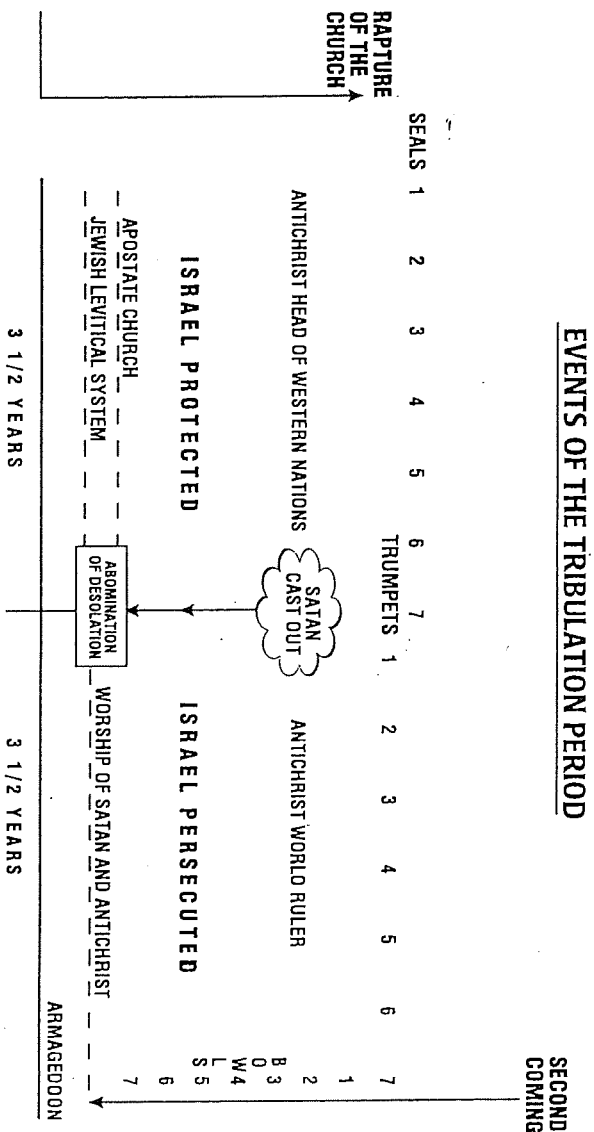 EVENTS OF THE TRIBULATION PERIOD
SECOND
COMING
RAPTURE
OF THE
CHURCH
SEALS 1 2 3 4 5 6 7
TRUMPETS 1 2 3 4 5 6 7
ANTICHRIST HEAD OF WESTERN NATIONS
SATAN
CAST OUT
ANTICHRIST WORLD RULER
BOWLS
1
2
3
4
5
6
7
ISRAEL PROTECTED
ISRAEL PERSECUTED
APOSTATE CHURCH
JEWISH LEVITICAL SYSTEM
ABOMINATION
OF DESOLATION
WORSHIP OF SATAN AND ANTICHRIST
ARMAGEDOON
3 1/2 YEARS
3 1/2 YEARS